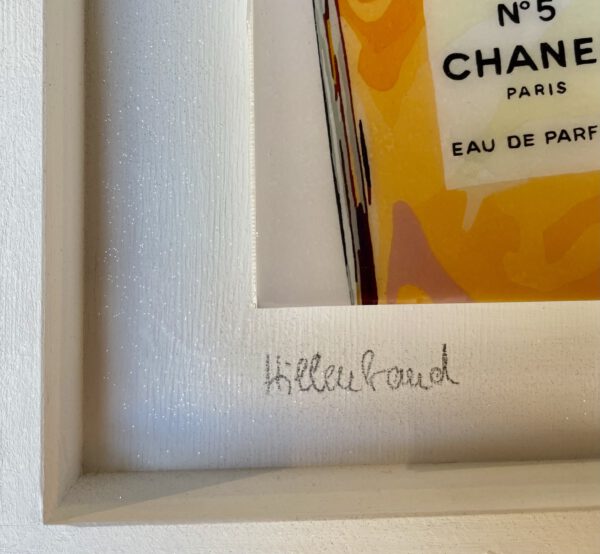 N°5
CHANE
PARIS
EAU DE PARF
Hillenbrand